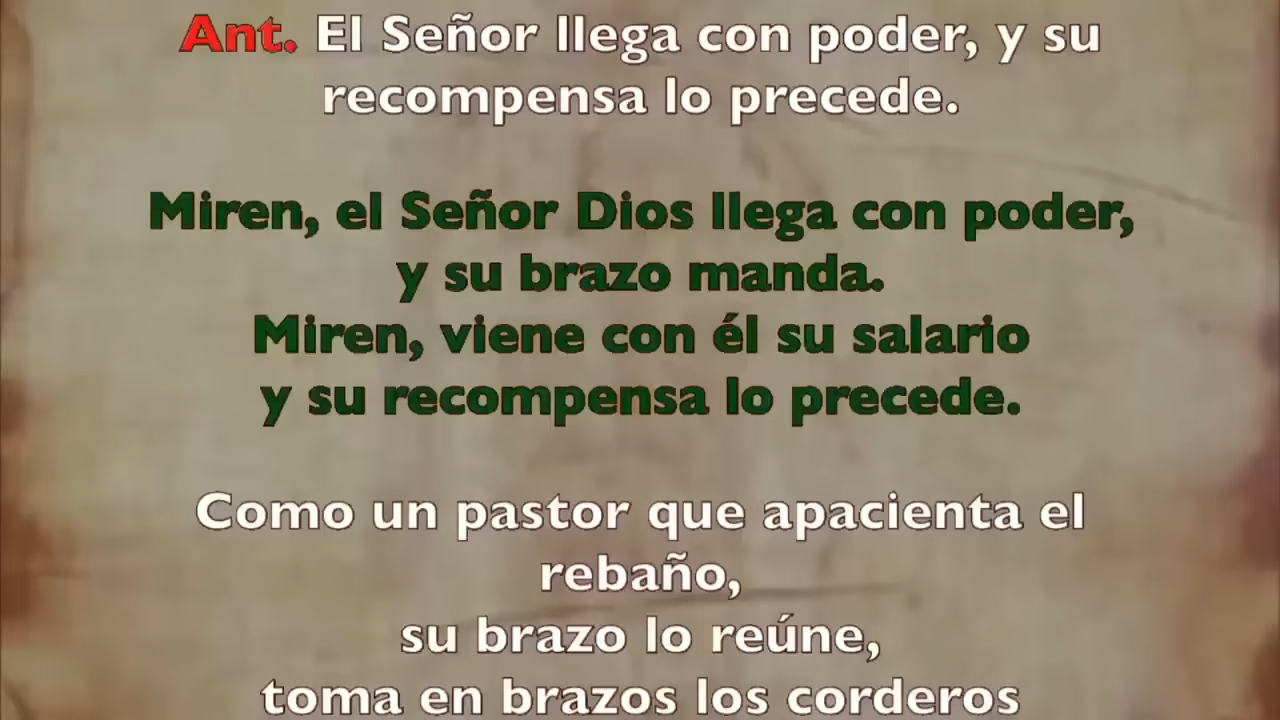 Ant. El Señor llega con poder, y su
recompensa lo precede.
Miren, el Señor Dios llega con poder,
y su brazo manda.
Miren, viene con él su salario
y su recompensa lo precede.
Como un pastor que apacienta el
rebaño,
su brazo lo reúne,
toma en brazos los corderos